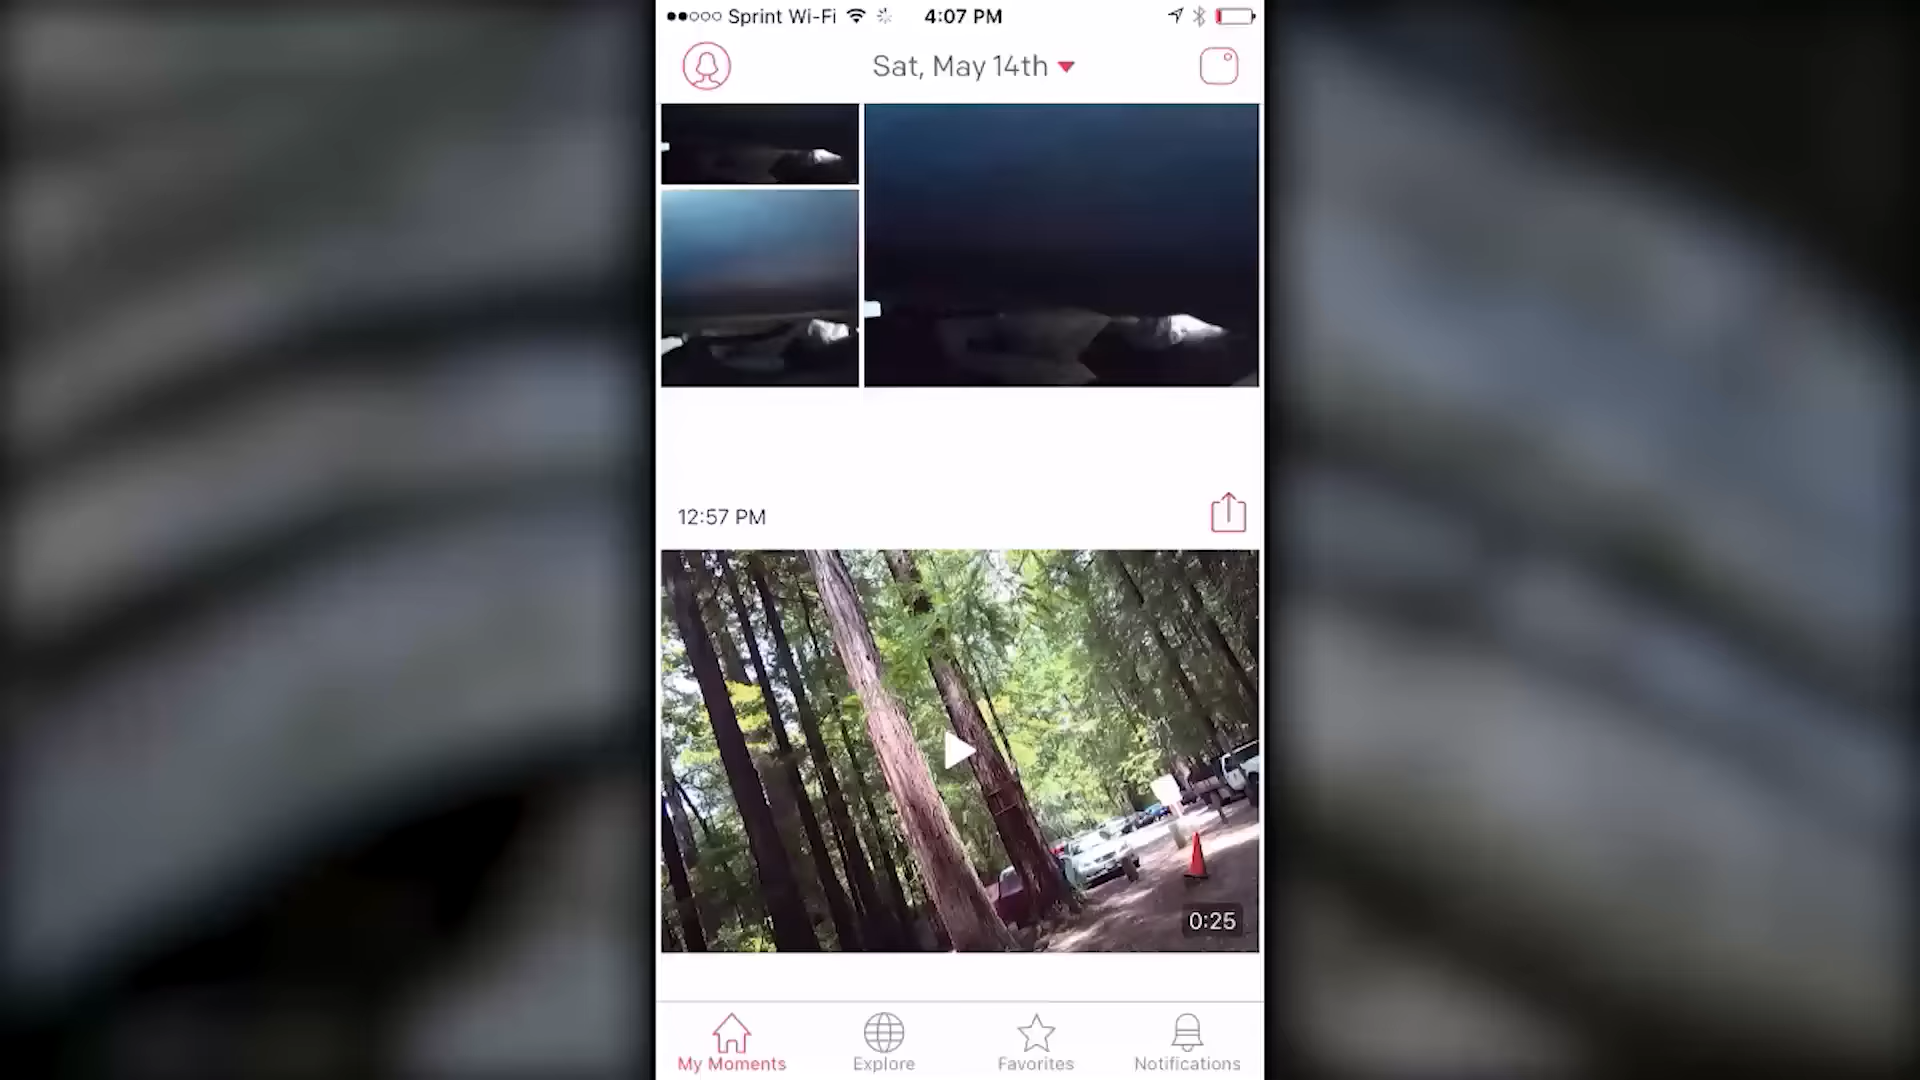 Sprint Wi-Fi 4:07 PM
Sat, May 14th
12:57 PM
0:25
My Moments Explore Favorites Notifications